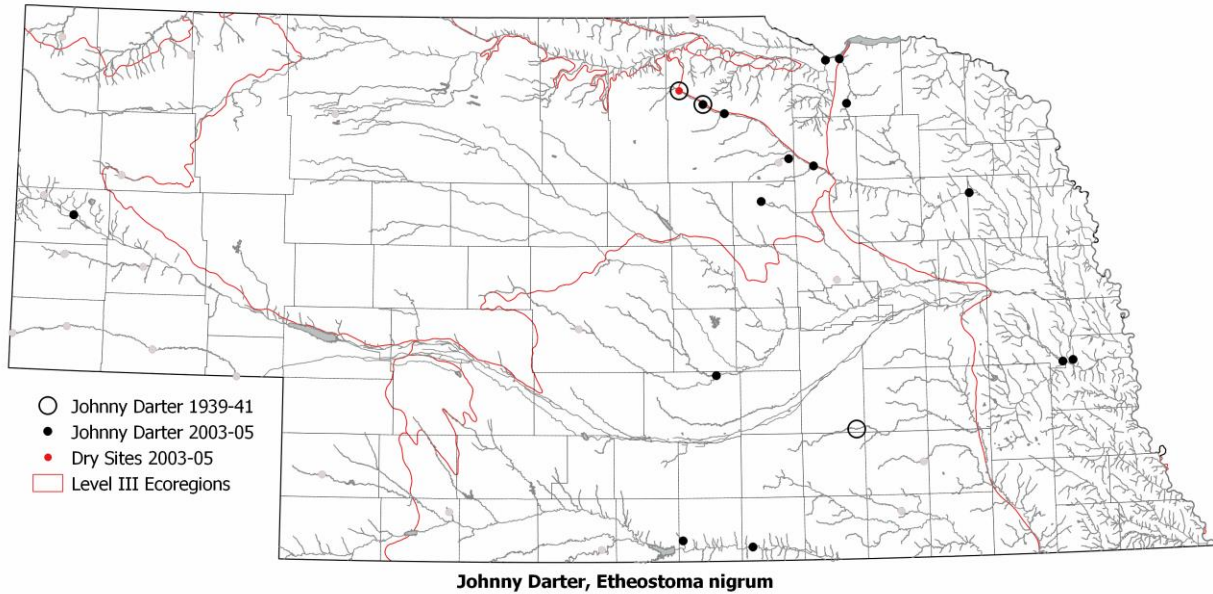 Johnny Darter 1939-41
Johnny Darter 2003-05
Dry Sites 2003-05
Level III Ecoregions
Johnny Darter, Etheostoma nigrum